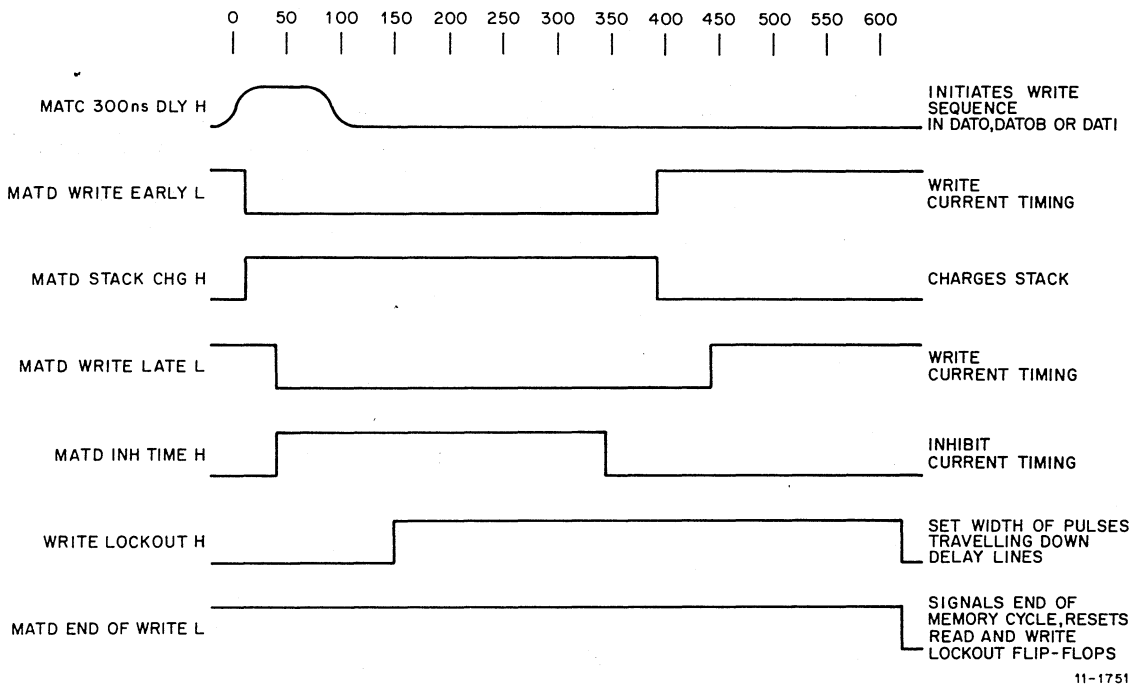 0 50 100 150 200 250 300 350 400 450 500 550 600
MATC 300ns DLY H
INITIATES WRITE
SEQUENCE
IN DATO,DATOB OR DATI
MATD WRITE EARLY L
WRITE
CURRENT TIMING
MATD STACK CHG H
CHARGES STACK
MATD WRITE LATE L
WRITE
CURRENT TIMING
MATD INH TIME H
INHIBIT
CURRENT TIMING
WRITE LOCKOUT H
SET WIDTH OF PULSES
TRAVELLING DOWN
DELAY LINES
MATD END OF WRITE L
SIGNALS END OF
MEMORY CYCLE,RESETS
READ AND WRITE
LOCKOUT FLIP-FLOPS
11-1751